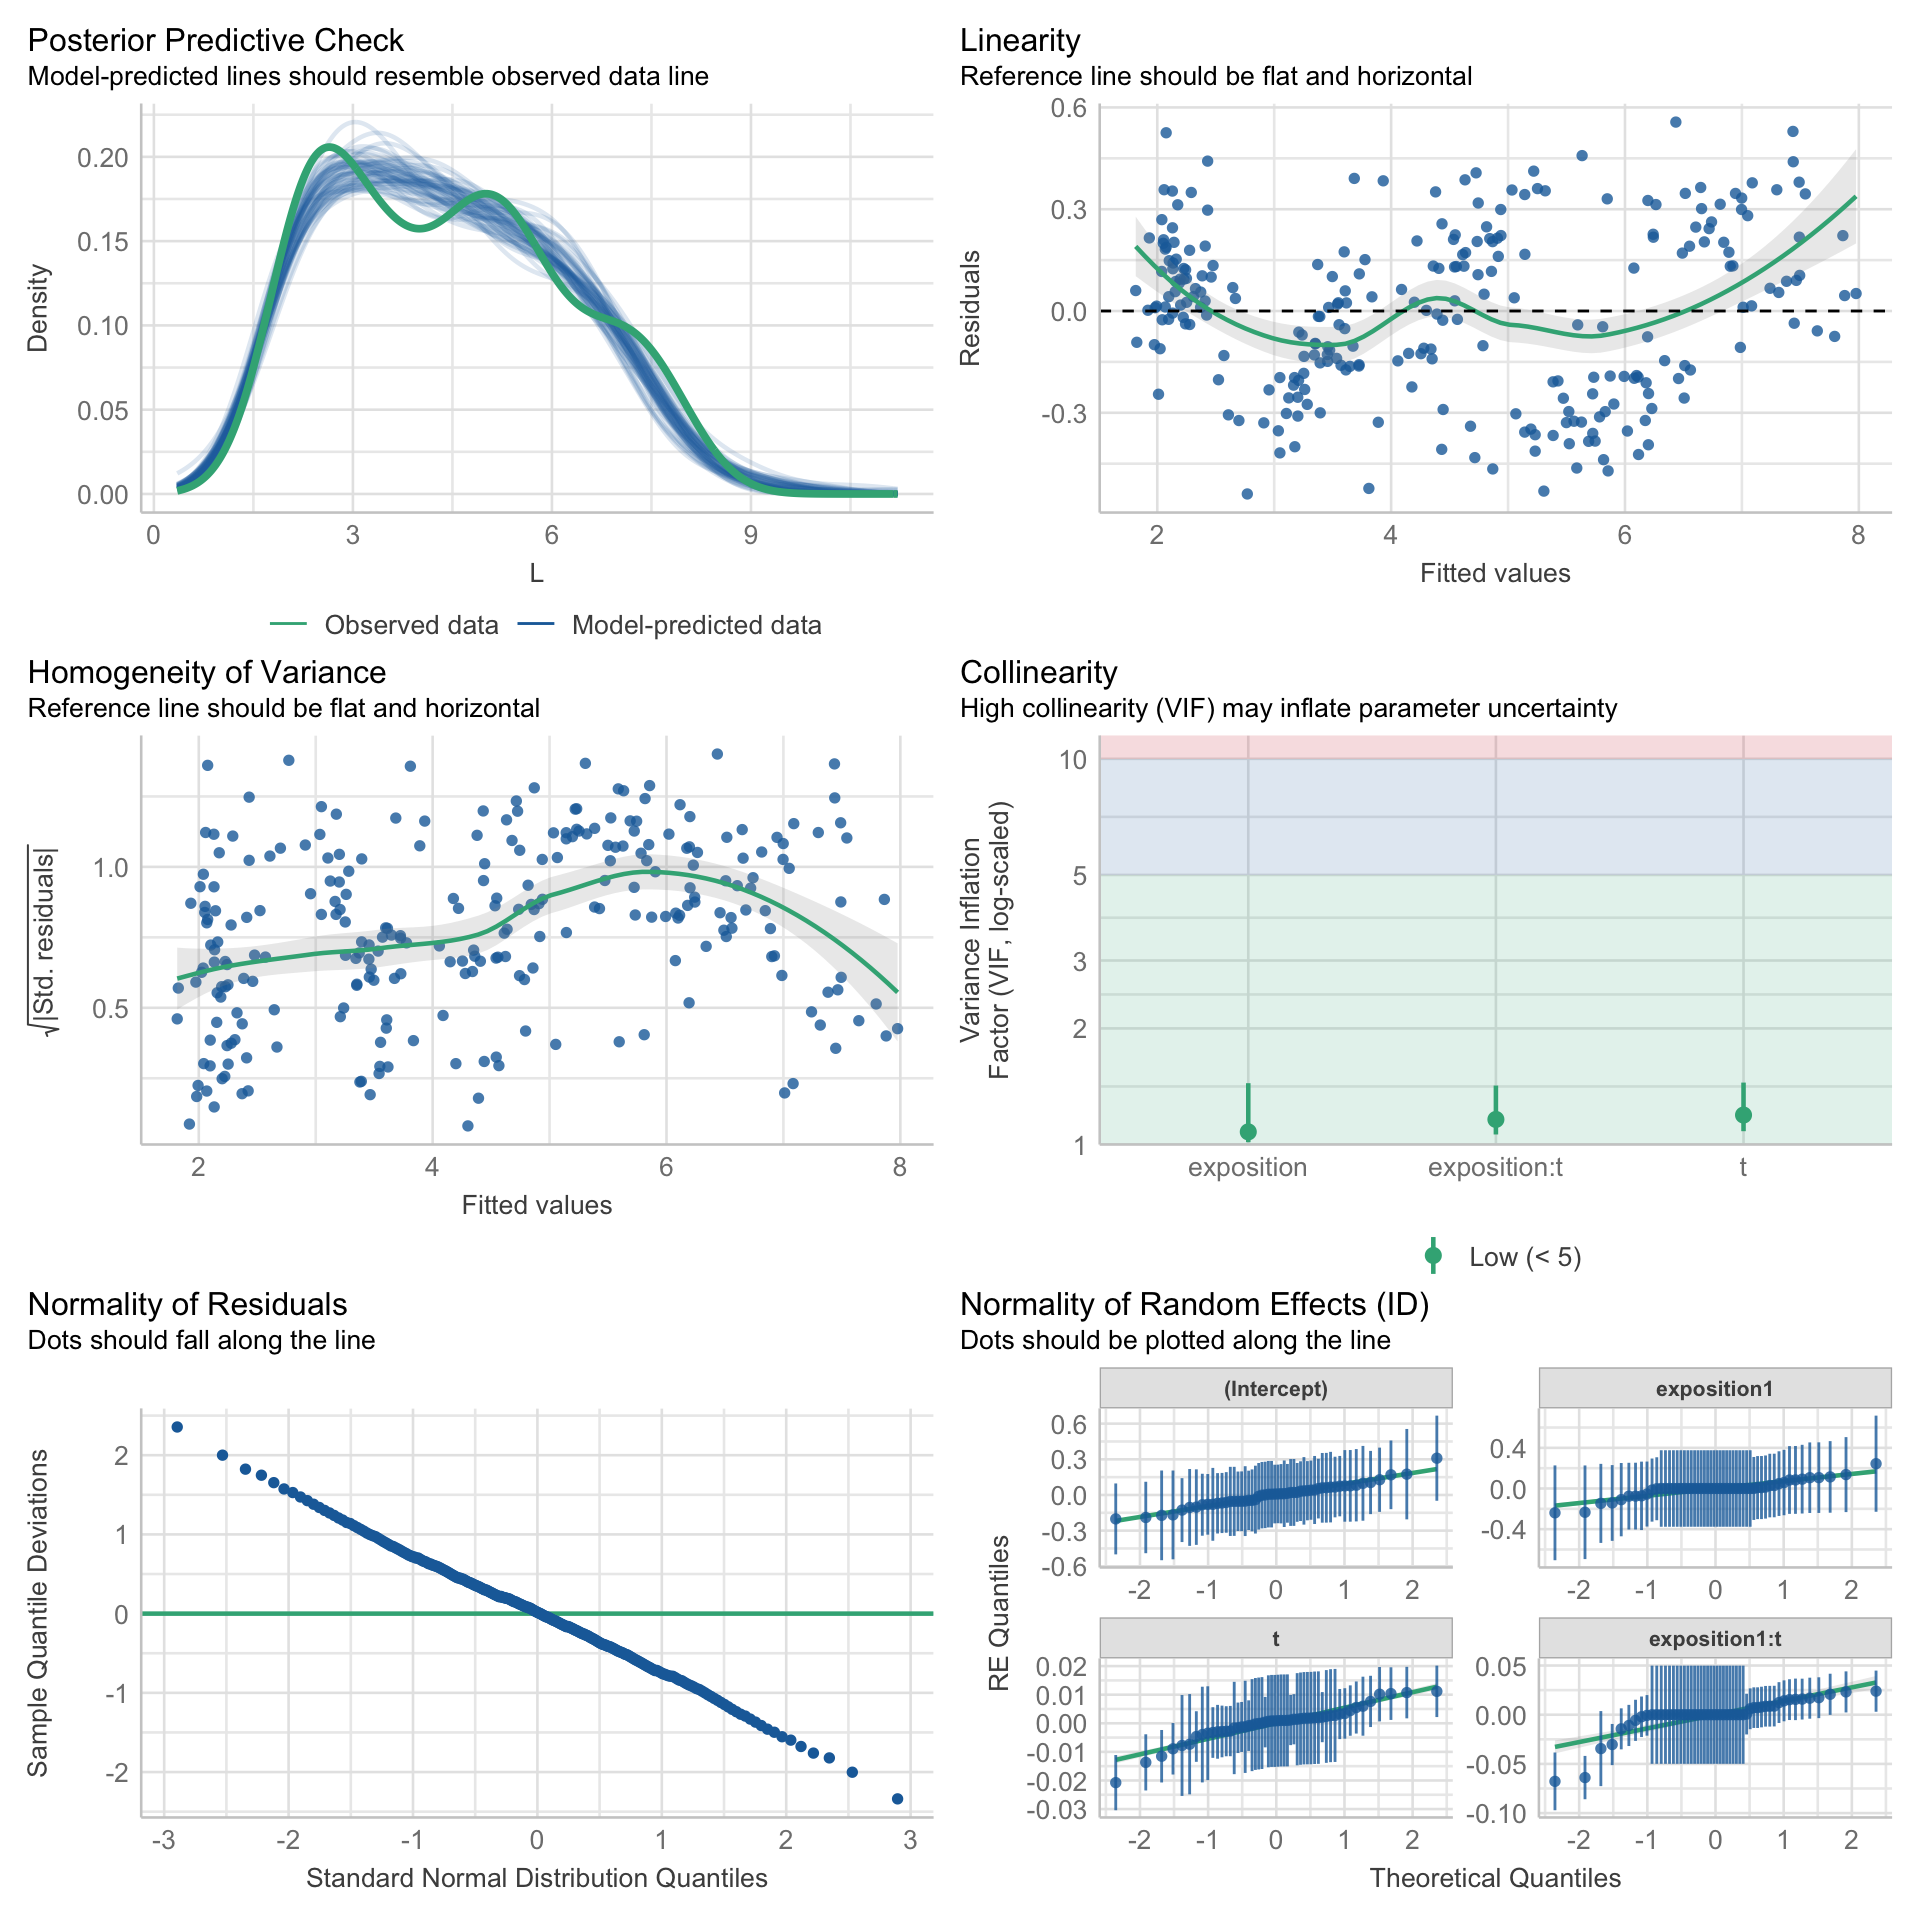 Posterior Predictive Check
Model-predicted lines should resemble observed data line
Density
0.20
0.15
0.10
0.05
0.00
0 3 6 9
L
Observed data Model-predicted data
Linearity
Reference line should be flat and horizontal
Residuals
0.6
0.3
0.0
-0.3
2 4 6 8
Fitted values
Homogeneity of Variance
Reference line should be flat and horizontal
√|Std. residuals|
1.0
0.5
2 4 6 8
Fitted values
Collinearity
High collinearity (VIF) may inflate parameter uncertainty
Variance Inflation
Factor (VIF, log-scaled)
10
5
3
2
1
exposition exposition:t t
Low (< 5)
Normality of Residuals
Dots should fall along the line
Sample Quantile Deviations
2
1
0
-1
-2
-3 -2 -1 0 1 2 3
Standard Normal Distribution Quantiles
Normality of Random Effects (ID)
Dots should be plotted along the line
RE Quantiles
(Intercept)
0.6
0.3
0.0
-0.3
-0.6
-2 -1 0 1 2
exposition1
0.4
0.0
-0.4
-2 -1 0 1 2
t
0.02
0.01
0.00
-0.01
-0.02
-0.03
-2 -1 0 1 2
exposition1:t
0.05
0.00
-0.05
-0.10
-2 -1 0 1 2
Theoretical Quantiles